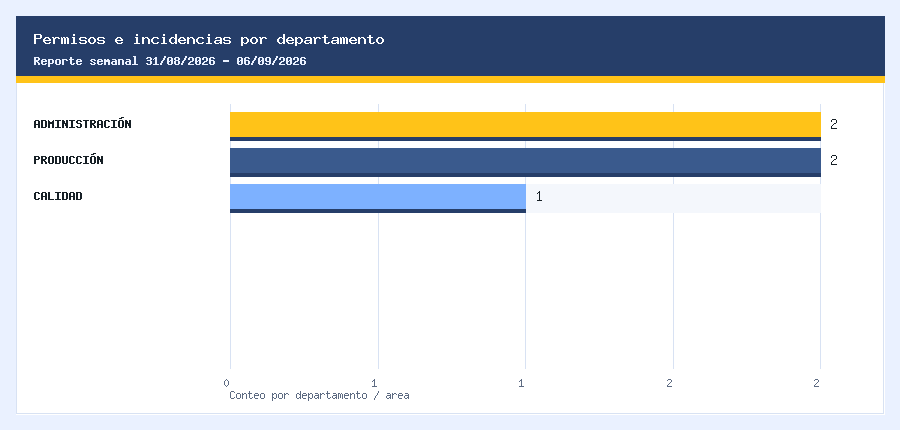 Permisos e incidencias por departamento
Reporte semanal 31/08/2026 - 06/09/2026
ADMINISTRACIÓN 2
PRODUCCIÓN 2
CALIDAD 1
0 1 1 2 2
Conteo por departamento / area